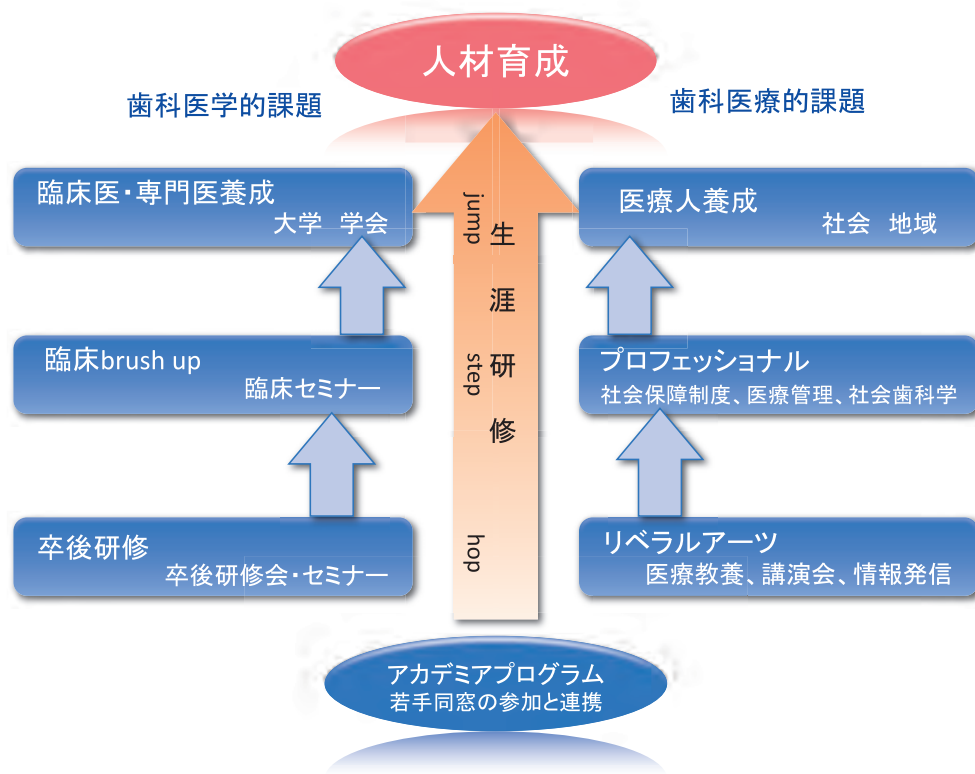 人材育成
歯科医学的課題
歯科医療的課題
臨床医・専門医養成
大学 学会
医療人養成
社会 地域
jump
生涯研修
臨床brush up
臨床セミナー
step
プロフェッショナル
社会保障制度、医療管理、社会歯科学
卒後研修
卒後研修会・セミナー
hop
リベラルアーツ
医療教養、講演会、情報発信
アカデミアプログラム
若手同窓の参加と連携